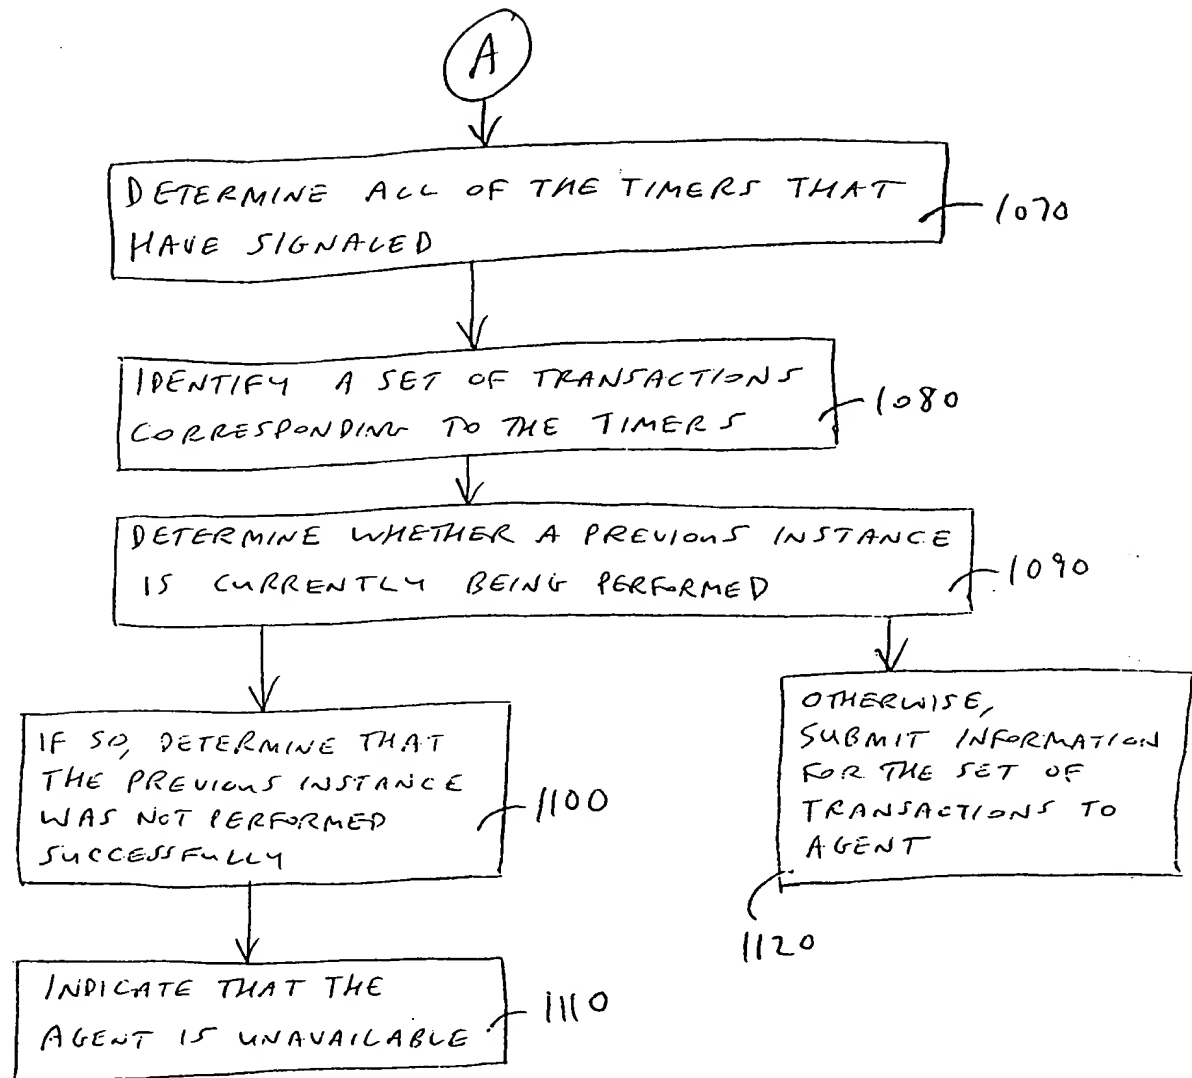 A
DETERMINE ALL OF THE TIMERS THAT
HAVE SIGNALED
1070
IDENTIFY A SET OF TRANSACTIONS
CORRESPONDING TO THE TIMERS
1080
DETERMINE WHETHER A PREVIOUS INSTANCE
IS CURRENTLY BEING PERFORMED
1090
IF SO, DETERMINE THAT
THE PREVIOUS INSTANCE
WAS NOT PERFORMED
SUCCESSFULLY
1100
OTHERWISE,
SUBMIT INFORMATION
FOR THE SET OF
TRANSACTIONS TO
AGENT
1120
INDICATE THAT THE
AGENT IS UNAVAILABLE
1110